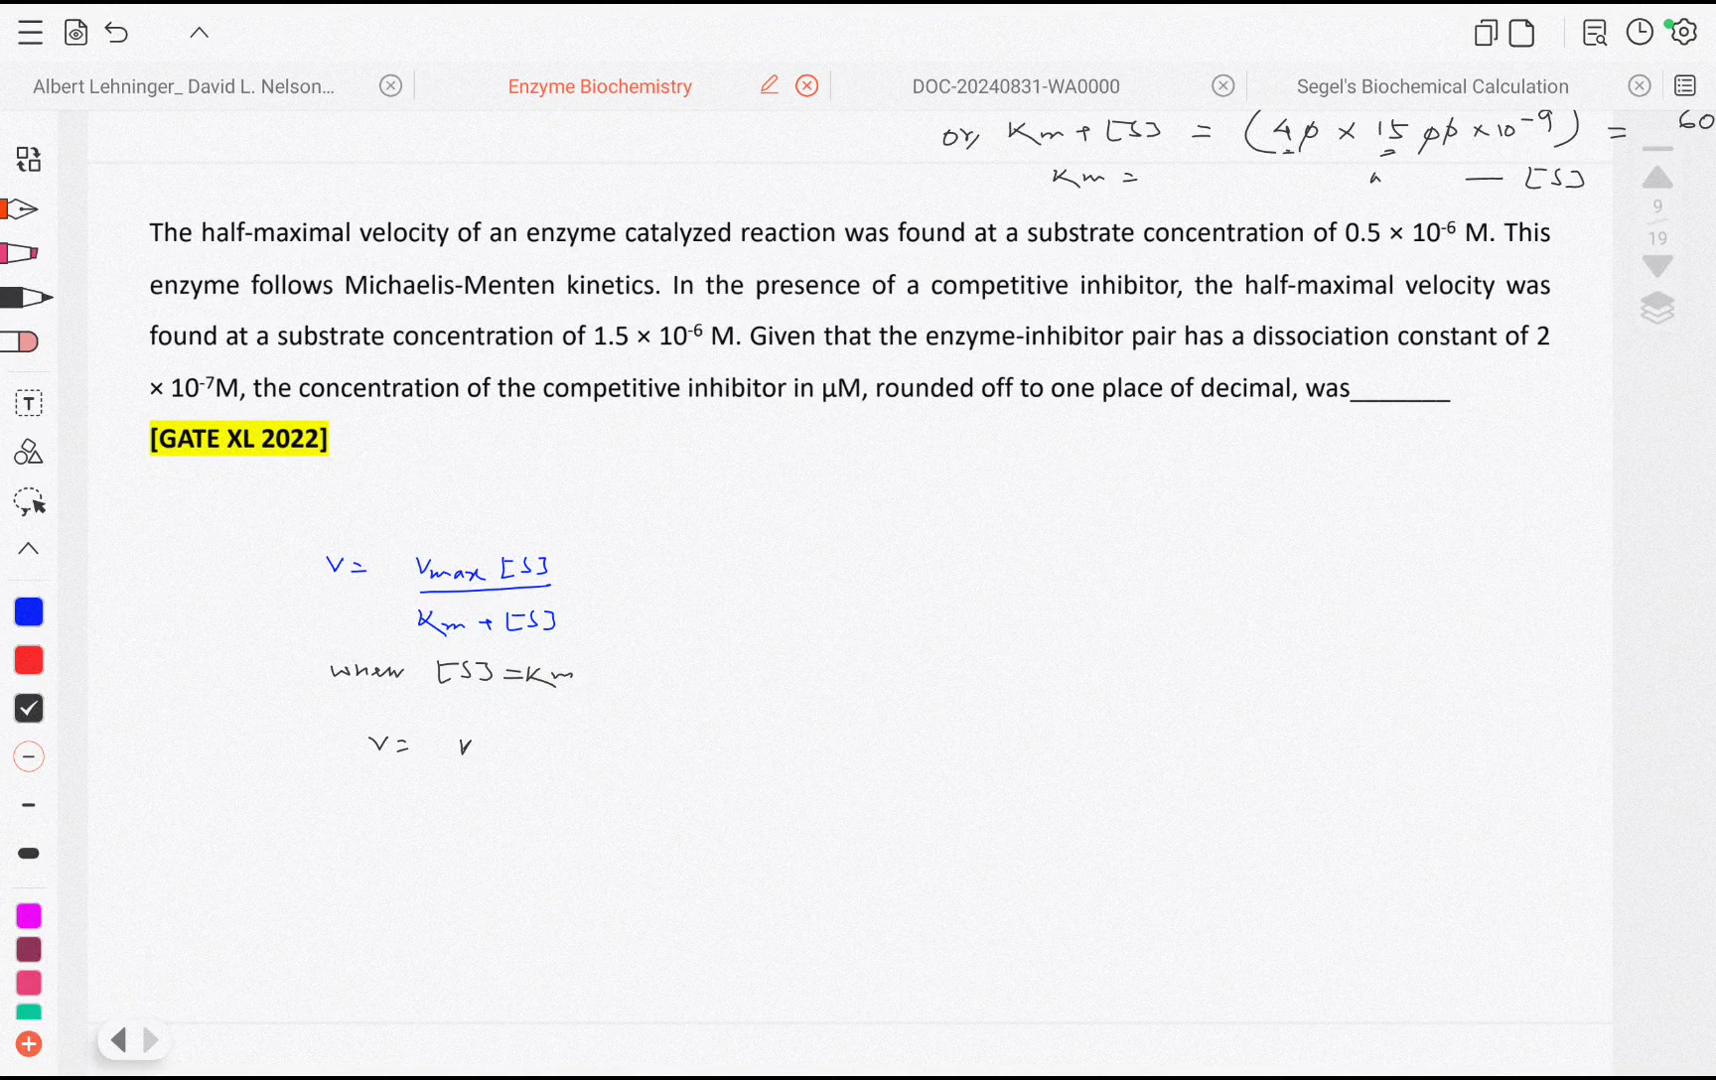 Albert Lehninger_ David L. Nelson...
Enzyme Biochemistry
DOC-20240831-WA0000
Segel's Biochemical Calculation
or, Km + [S] = (40 × 1500 × 10⁻⁹) = 60
Km = " — [S]
9
19
The half-maximal velocity of an enzyme catalyzed reaction was found at a substrate concentration of 0.5 × 10⁻⁶ M. This
enzyme follows Michaelis-Menten kinetics. In the presence of a competitive inhibitor, the half-maximal velocity was
found at a substrate concentration of 1.5 × 10⁻⁶ M. Given that the enzyme-inhibitor pair has a dissociation constant of 2
× 10⁻⁷M, the concentration of the competitive inhibitor in µM, rounded off to one place of decimal, was_______
[GATE XL 2022]
V = Vmax [S]
Km + [S]
when [S] = Km
V = V